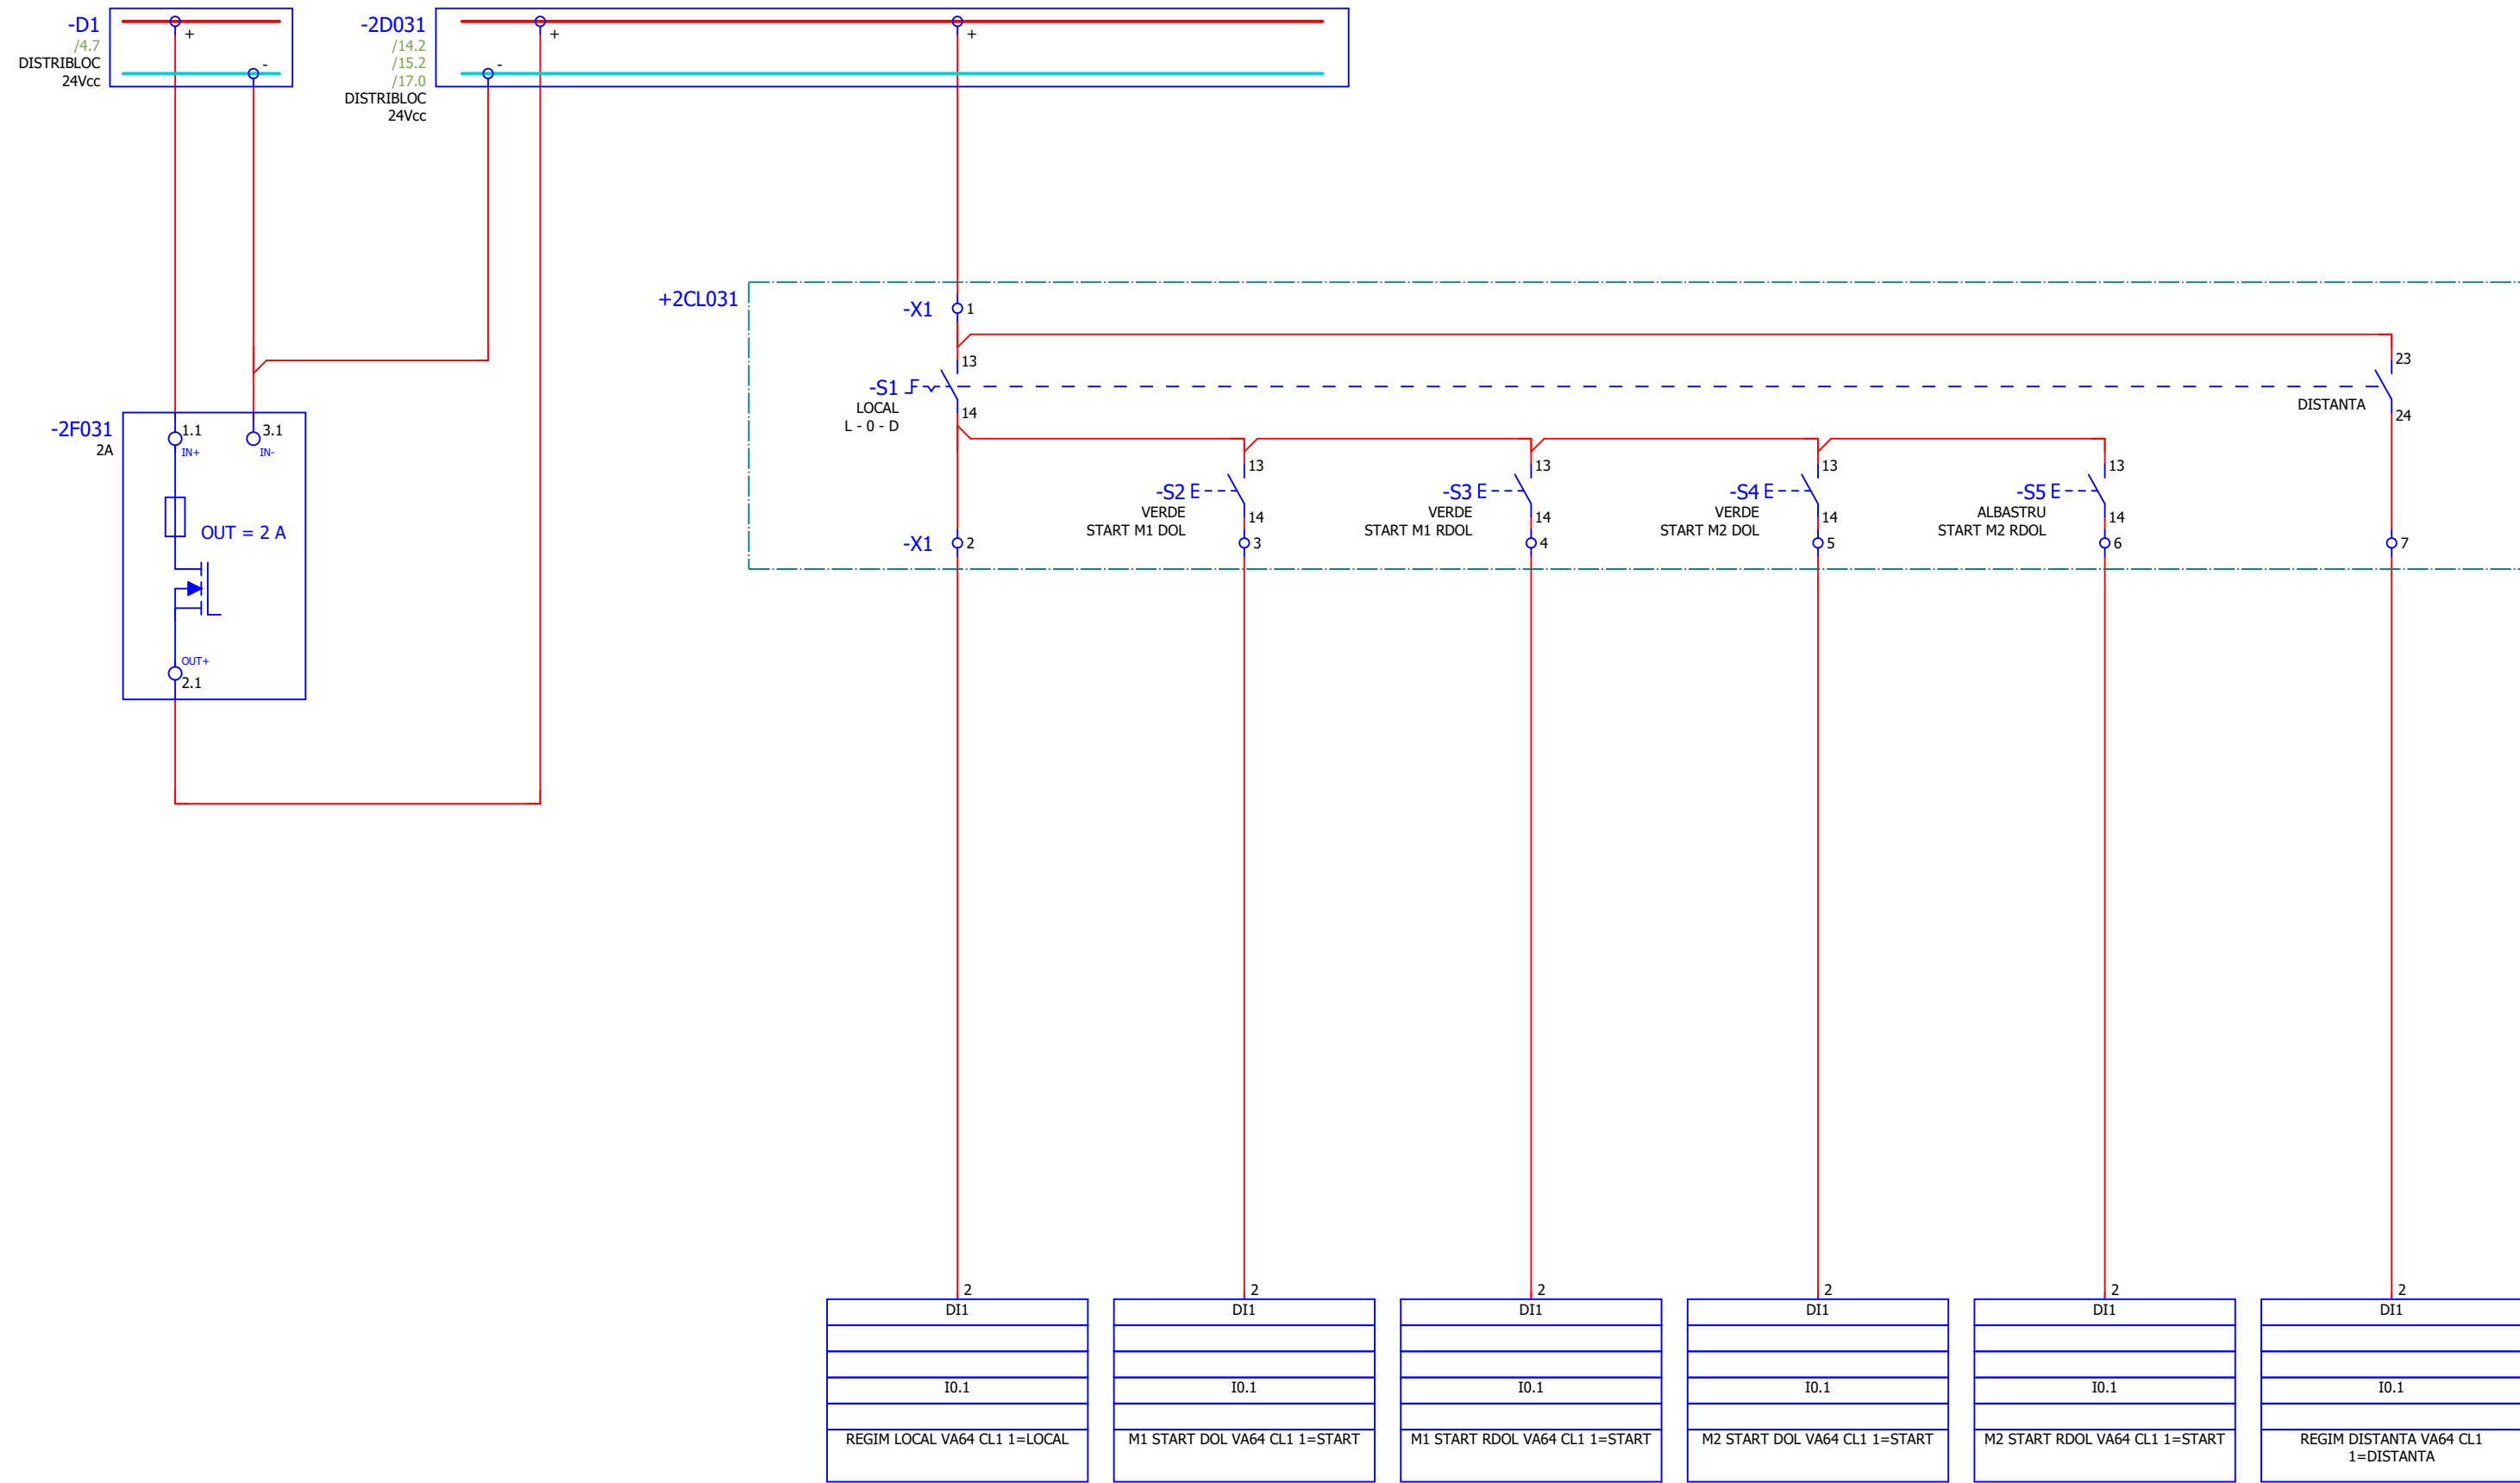 -D1
/4.7
DISTRIBLOC
24Vcc
+
-
-2D031
/14.2
/15.2
/17.0
DISTRIBLOC
24Vcc
-
+
+
+2CL031
-X1
1
13
-S1
LOCAL
L - 0 - D
14
23
DISTANTA
24
-2F031
2A
1.1
IN+
3.1
IN-
OUT = 2 A
OUT+
2.1
13
-S2
VERDE
START M1 DOL
14
13
-S3
VERDE
START M1 RDOL
14
13
-S4
VERDE
START M2 DOL
14
13
-S5
ALBASTRU
START M2 RDOL
14
-X1
2
3
4
5
6
7
2
DI1
I0.1
REGIM LOCAL VA64 CL1 1=LOCAL
2
DI1
I0.1
M1 START DOL VA64 CL1 1=START
2
DI1
I0.1
M1 START RDOL VA64 CL1 1=START
2
DI1
I0.1
M2 START DOL VA64 CL1 1=START
2
DI1
I0.1
M2 START RDOL VA64 CL1 1=START
2
DI1
I0.1
REGIM DISTANTA VA64 CL1
1=DISTANTA